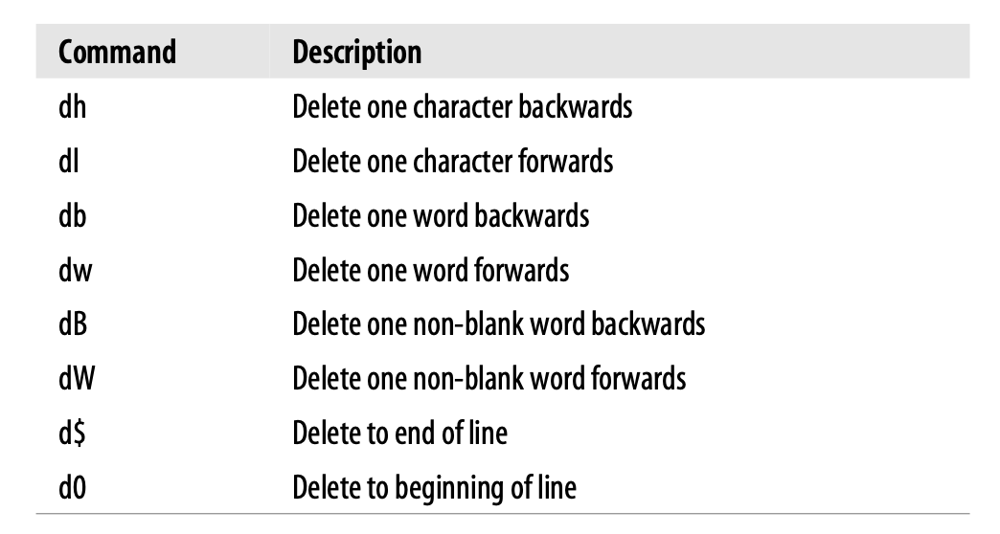 Command Description
dh Delete one character backwards
dl Delete one character forwards
db Delete one word backwards
dw Delete one word forwards
dB Delete one non-blank word backwards
dW Delete one non-blank word forwards
d$ Delete to end of line
d0 Delete to beginning of line